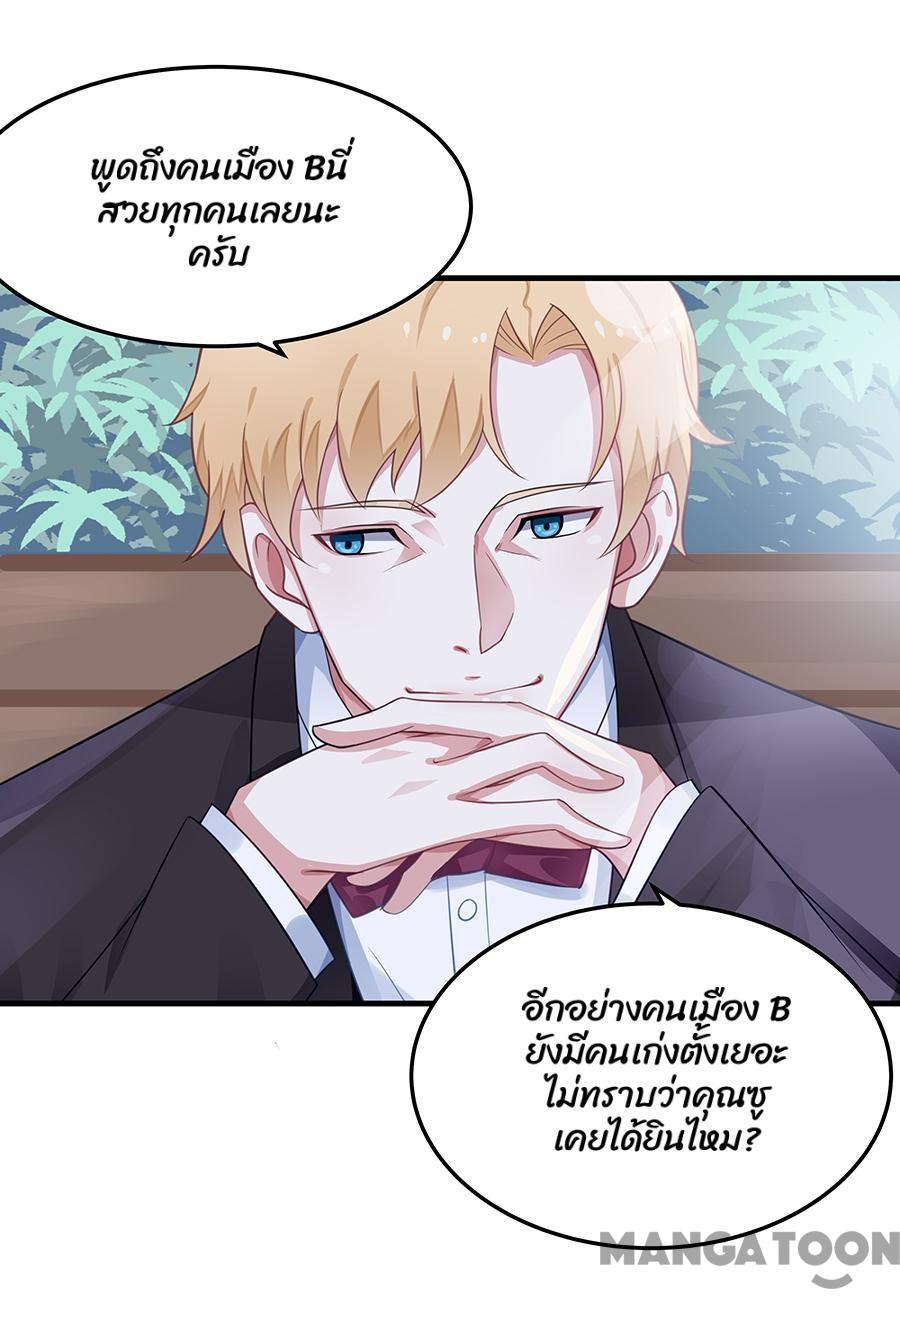 พูดถึงคนเมือง Bนี่
สวยทุกคนเลยนะ
ครับ
อีกอย่างคนเมือง B
ยังมีคนเก่งตั้งเยอะ
ไม่ทราบว่าคุณซู
เคยได้ยินไหม?
MANGATOON